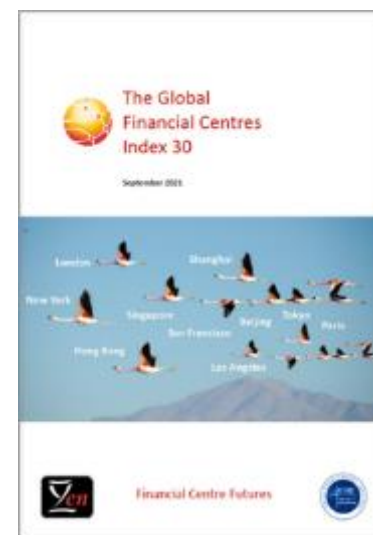 The Global
Financial Centres
Index 30
September 2021
London
Shanghai
New York
Singapore
Beijing
Tokyo
San Francisco
Paris
Hong Kong
Los Angeles
Financial Centre Futures